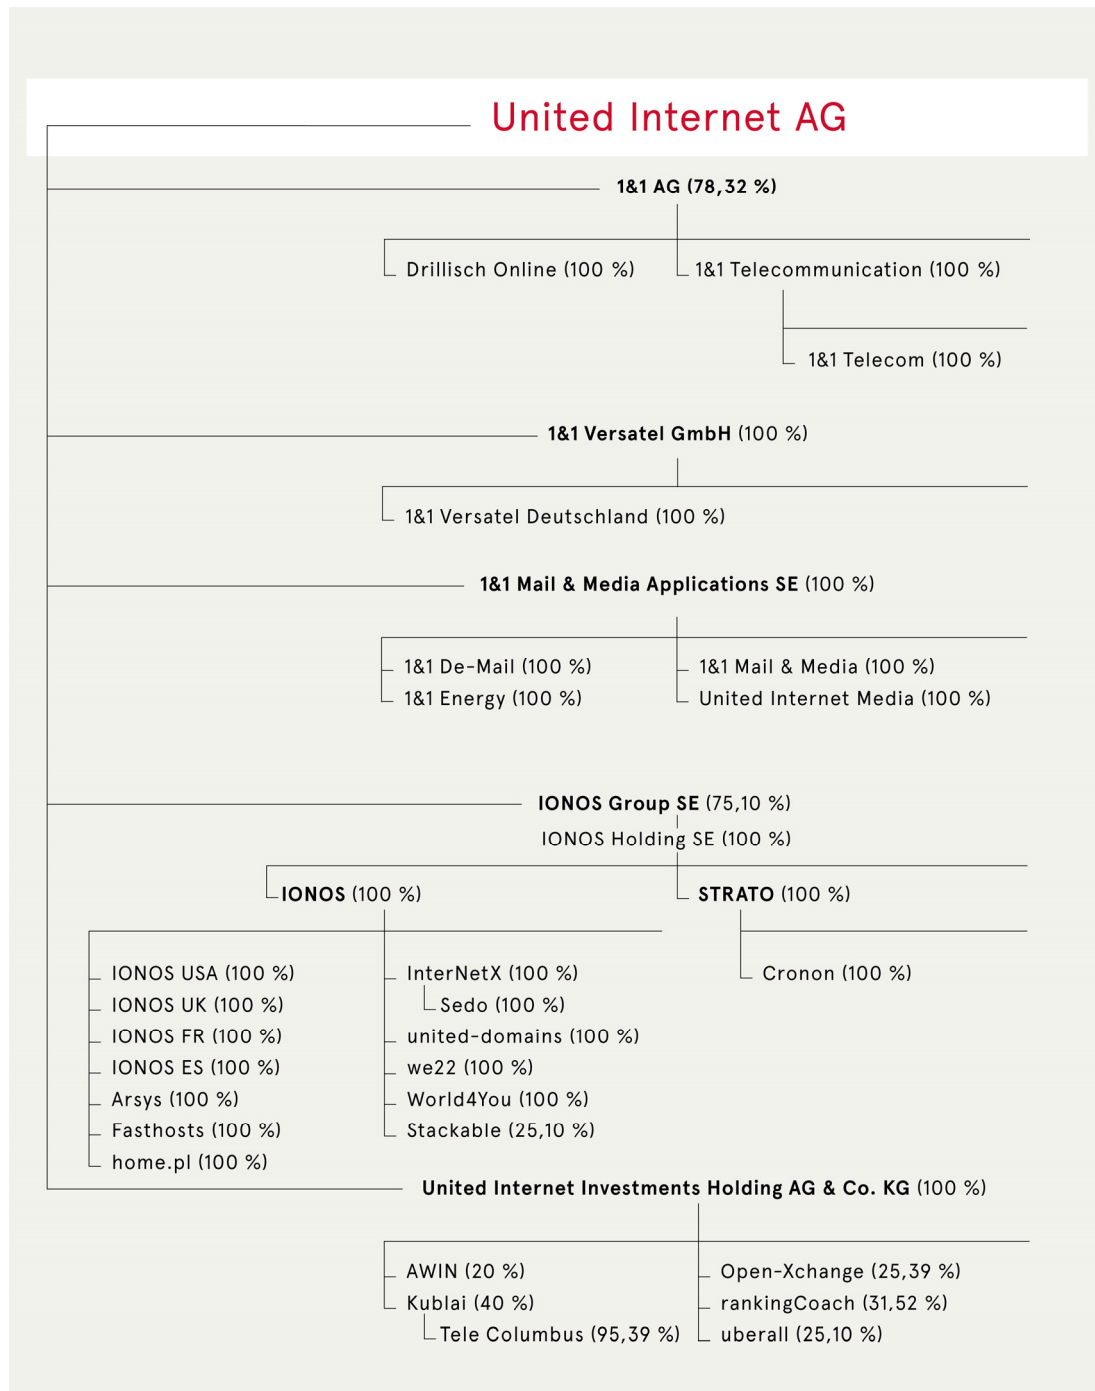 United Internet AG
1&1 AG (78,32 %)
Drillisch Online (100 %)
1&1 Telecommunication (100 %)
1&1 Telecom (100 %)
1&1 Versatel GmbH (100 %)
1&1 Versatel Deutschland (100 %)
1&1 Mail & Media Applications SE (100 %)
1&1 De-Mail (100 %)
1&1 Energy (100 %)
1&1 Mail & Media (100 %)
United Internet Media (100 %)
IONOS Group SE (75,10 %)
IONOS Holding SE (100 %)
IONOS (100 %)
IONOS USA (100 %)
IONOS UK (100 %)
IONOS FR (100 %)
IONOS ES (100 %)
Arsys (100 %)
Fasthosts (100 %)
home.pl (100 %)
InterNetX (100 %)
Sedo (100 %)
united-domains (100 %)
we22 (100 %)
World4You (100 %)
Stackable (25,10 %)
STRATO (100 %)
Cronon (100 %)
United Internet Investments Holding AG & Co. KG (100 %)
AWIN (20 %)
Kublai (40 %)
Tele Columbus (95,39 %)
Open-Xchange (25,39 %)
rankingCoach (31,52 %)
uberall (25,10 %)